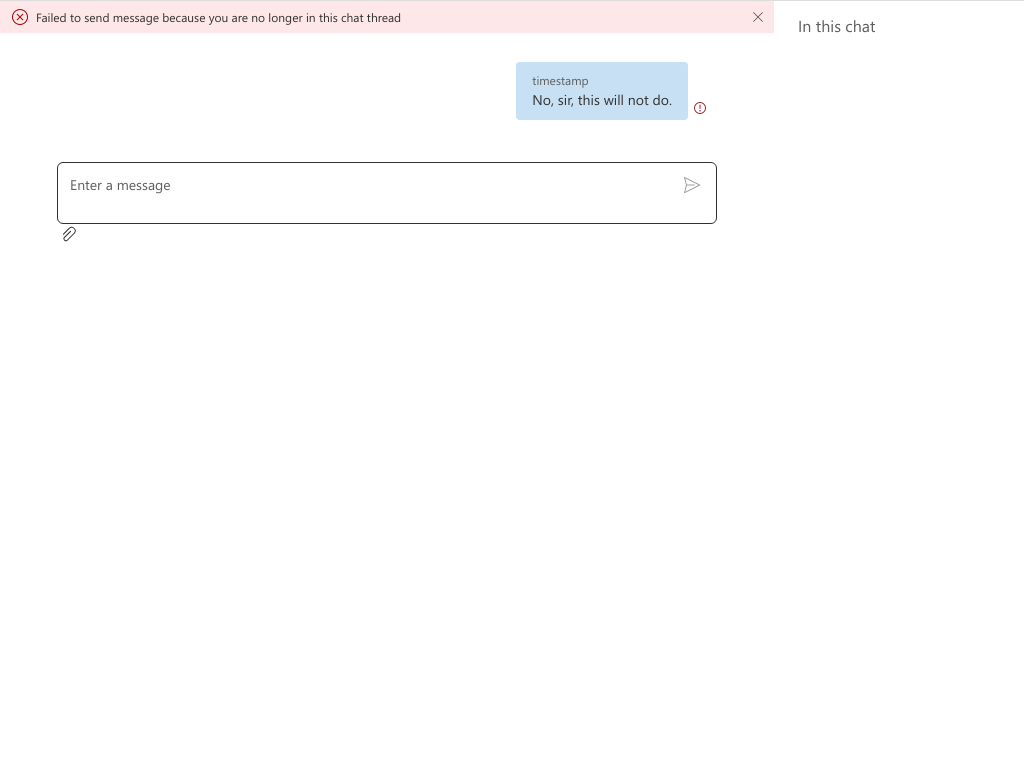 Failed to send message because you are no longer in this chat thread
In this chat
timestamp
No, sir, this will not do.
Enter a message